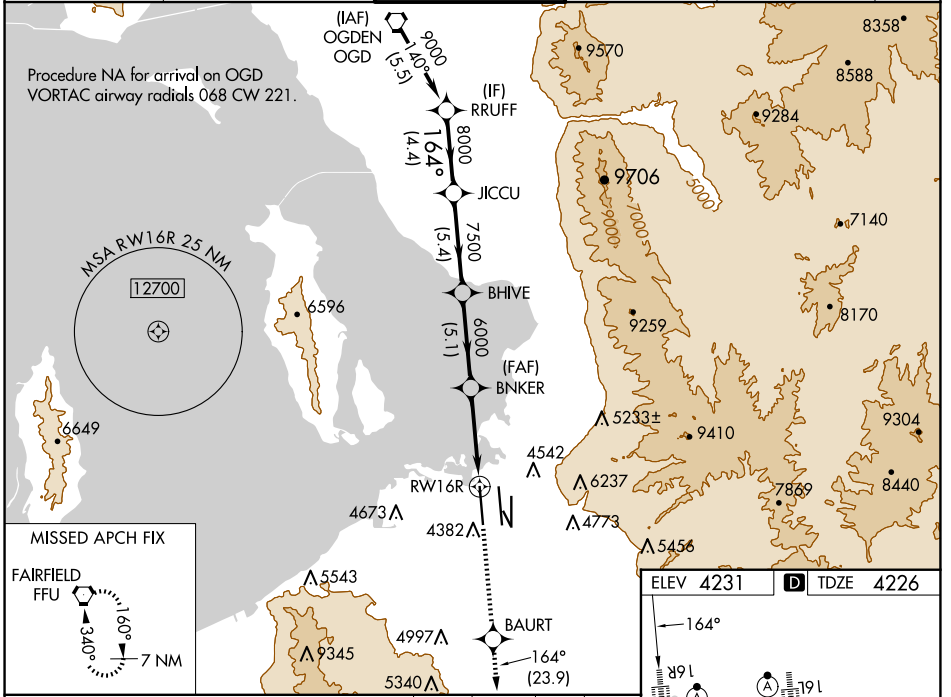 (IAF)
OGDEN
OGD
9000
140°
(5.5)
Procedure NA for arrival on OGD
VORTAC airway radials 068 CW 221.
(IF)
RRUFF
8000
164°
(4.4)
JICCU
7500
(5.4)
BHIVE
6000
(5.1)
(FAF)
BNKER
RW16R
MSA RW16R 25 NM
12700
6596
6649
9570
8358
8588
9284
9706
5000
7000
9000
7140
8170
9259
5233±
9410
9304
8440
7869
4542
6237
4773
5456
4673
4382
5543
9345
4997
5340
BAURT
164°
(23.9)
MISSED APCH FIX
FAIRFIELD
FFU
340°
160°
7 NM
ELEV 4231
D
TDZE 4226
164°
16R
A
A
16L